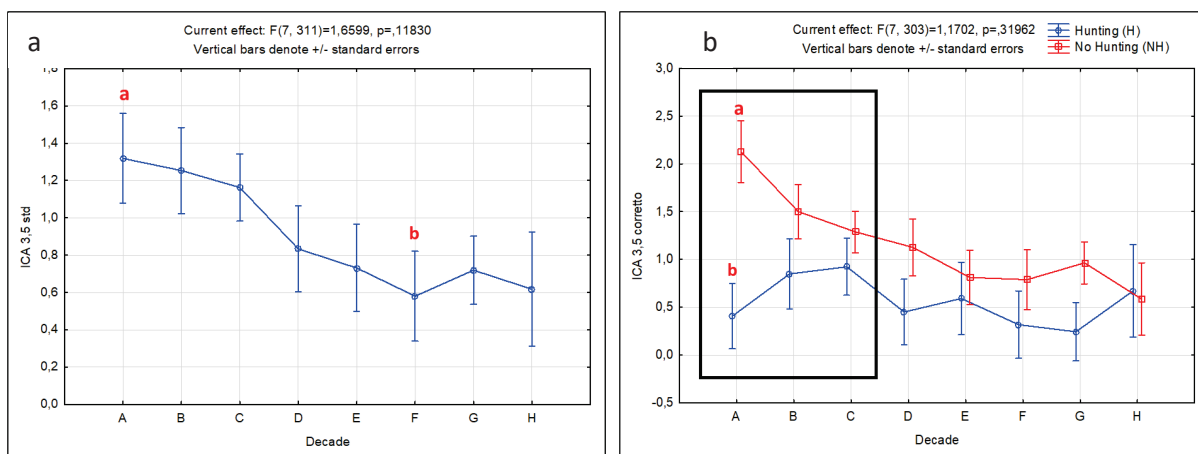 a
Current effect: F(7, 311)=1,6599, p=,11830
Vertical bars denote +/- standard errors
1,8
1,6
1,4
1,2
1,0
0,8
0,6
0,4
0,2
0,0
ICA 3,5 std
a
b
A B C D E F G H
Decade
b
Current effect: F(7, 303)=1,1702, p=,31962
Vertical bars denote +/- standard errors
Hunting (H)
No Hunting (NH)
3,0
2,5
2,0
1,5
1,0
0,5
0,0
-0,5
ICA 3,5 corretto
a
b
A B C D E F G H
Decade